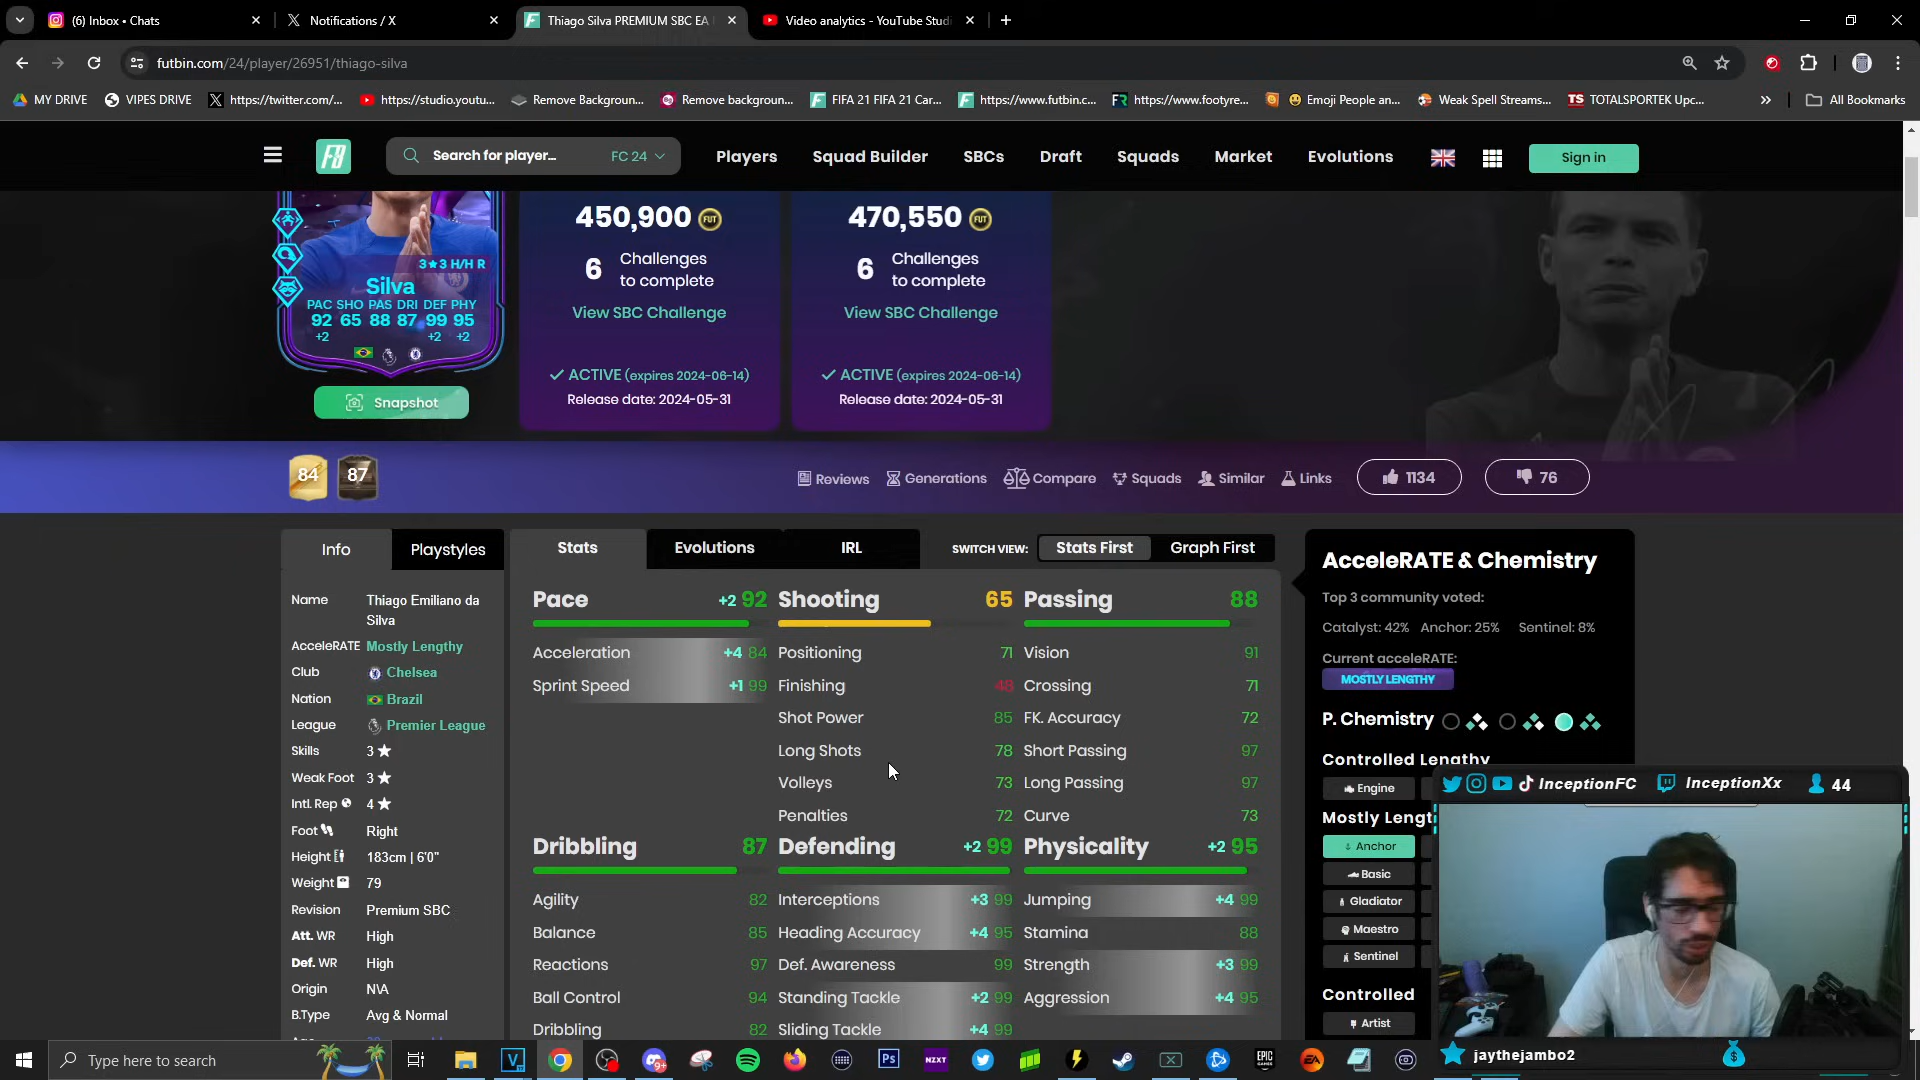 (6) Inbox • Chats
Notifications / X
Thiago Silva PREMIUM SBC EA
Video analytics - YouTube Studi
futbin.com/24/player/26951/thiago-silva
MY DRIVE
VIPES DRIVE
https://twitter.com/...
https://studio.youtu...
Remove Backgroun...
Remove background...
FIFA 21 FIFA 21 Car...
https://www.futbin.c...
https://www.footyre...
Emoji People an...
Weak Spell Streams...
TOTALSPORTEK Upc...
All Bookmarks
Search for player...
FC 24
Players
Squad Builder
SBCs
Draft
Squads
Market
Evolutions
Sign in
3★3 H/H R
Silva
PAC SHO PAS DRI DEF PHY
92 65 88 87 99 95
+2 +2 +2
Snapshot
450,900
6 Challenges
to complete
View SBC Challenge
ACTIVE (expires 2024-06-14)
Release date: 2024-05-31
470,550
6 Challenges
to complete
View SBC Challenge
ACTIVE (expires 2024-06-14)
Release date: 2024-05-31
84
87
Reviews
Generations
Compare
Squads
Similar
Links
1134
76
Info
Playstyles
Name Thiago Emiliano da
Silva
AcceleRATE Mostly Lengthy
Club Chelsea
Nation Brazil
League Premier League
Skills 3 ★
Weak Foot 3 ★
Intl. Rep 4 ★
Foot Right
Height 183cm | 6'0"
Weight 79
Revision Premium SBC
Att. WR High
Def. WR High
Origin N\A
B.Type Avg & Normal
Stats
Evolutions
IRL
SWITCH VIEW:
Stats First
Graph First
Pace +2 92
Acceleration +4 84
Sprint Speed +1 99
Shooting 65
Positioning 71
Finishing 48
Shot Power 85
Long Shots 78
Volleys 73
Penalties 72
Passing 88
Vision 91
Crossing 71
FK. Accuracy 72
Short Passing 97
Long Passing 97
Curve 73
Dribbling 87
Agility 82
Balance 85
Reactions 97
Ball Control 94
Dribbling 82
Defending +2 99
Interceptions +3 99
Heading Accuracy +4 95
Def. Awareness 99
Standing Tackle +2 99
Sliding Tackle +4 99
Physicality +2 95
Jumping +4 99
Stamina 88
Strength +3 99
Aggression +4 95
AcceleRATE & Chemistry
Top 3 community voted:
Catalyst: 42% Anchor: 25% Sentinel: 8%
Current acceleRATE:
MOSTLY LENGTHY
P. Chemistry
Controlled Lengthy
Engine
Mostly Lengt
Anchor
Basic
Gladiator
Maestro
Sentinel
Controlled
Artist
InceptionFC
InceptionXx
44
jaythejambo2
Type here to search
9+
Ps
NZXT
EPIC
GAMES
EA